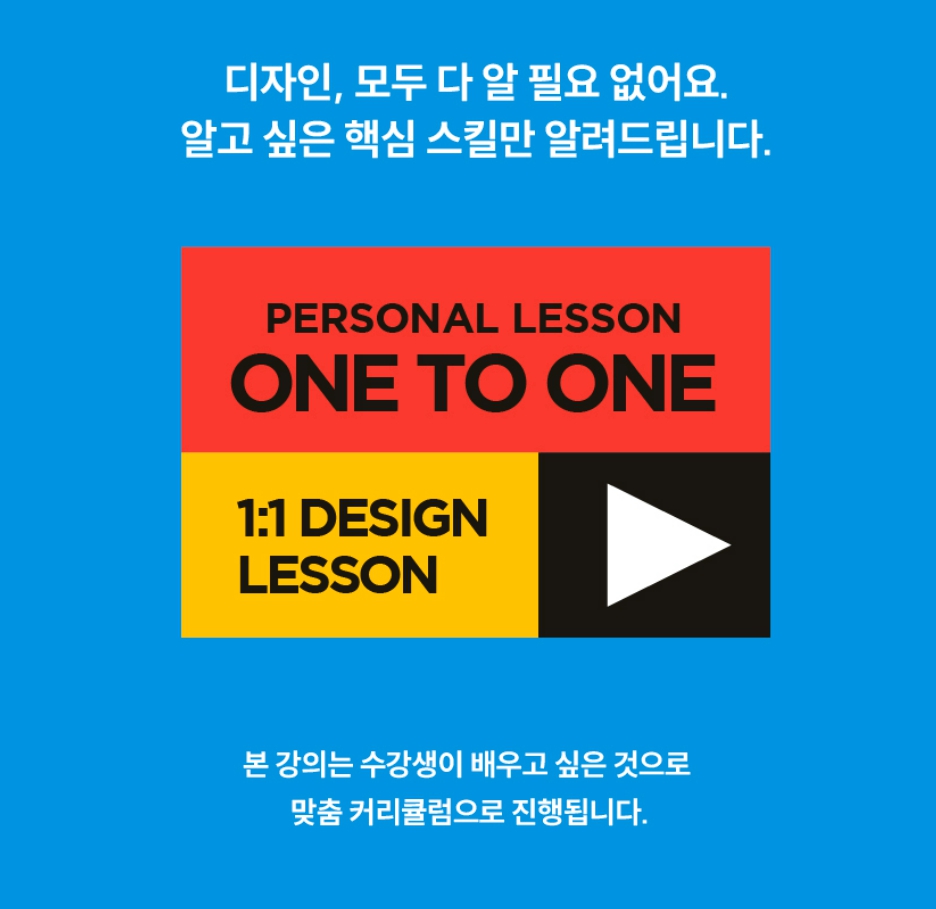 디자인, 모두 다 알 필요 없어요.
알고 싶은 핵심 스킬만 알려드립니다.
PERSONAL LESSON
ONE TO ONE
1:1 DESIGN
LESSON
본 강의는 수강생이 배우고 싶은 것으로
맞춤 커리큘럼으로 진행됩니다.